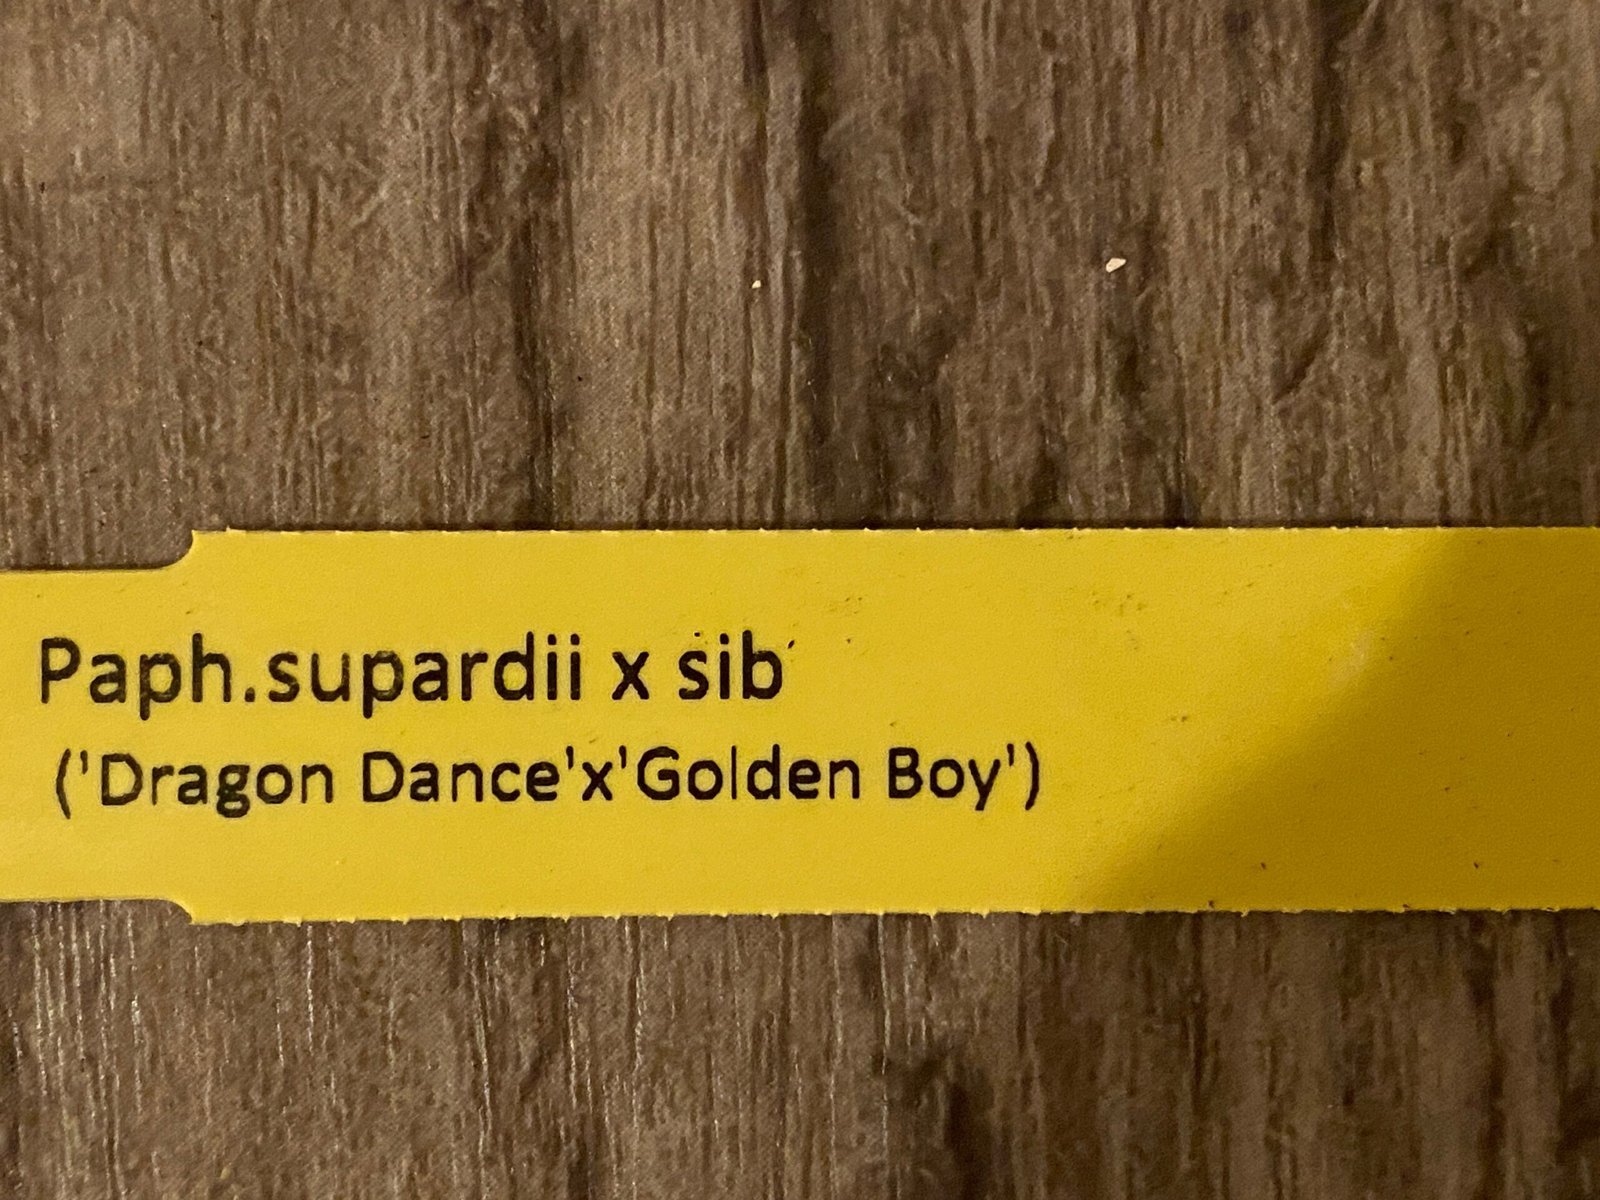 Paph.supardii x sib
('Dragon Dance'x'Golden Boy')